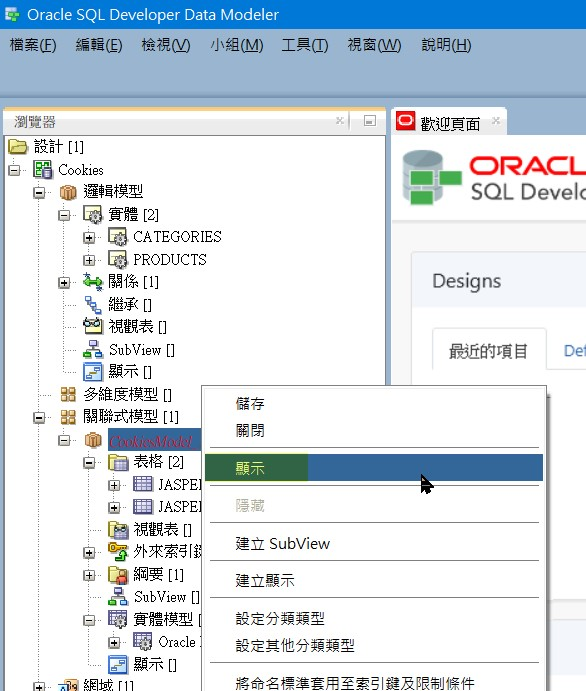 Oracle SQL Developer Data Modeler
檔案(F) 編輯(E) 檢視(V) 小組(M) 工具(T) 視窗(W) 說明(H)
瀏覽器
歡迎頁面
設計 [1]
Cookies
邏輯模型
實體 [2]
CATEGORIES
PRODUCTS
關係 [1]
繼承 []
視觀表 []
SubView []
顯示 []
多維度模型 []
關聯式模型 [1]
CookiesModel
表格 [2]
JASPE
JASPE
視觀表 []
外來索引鍵
綱要 [1]
SubView []
實體模型 [
Oracle
顯示 []
網域 [1]
ORACL
SQL Develo
Designs
最近的項目 De
儲存
關閉
顯示
隱藏
建立 SubView
建立顯示
設定分類類型
設定其他分類類型
將命名標準套用至索引鍵及限制條件